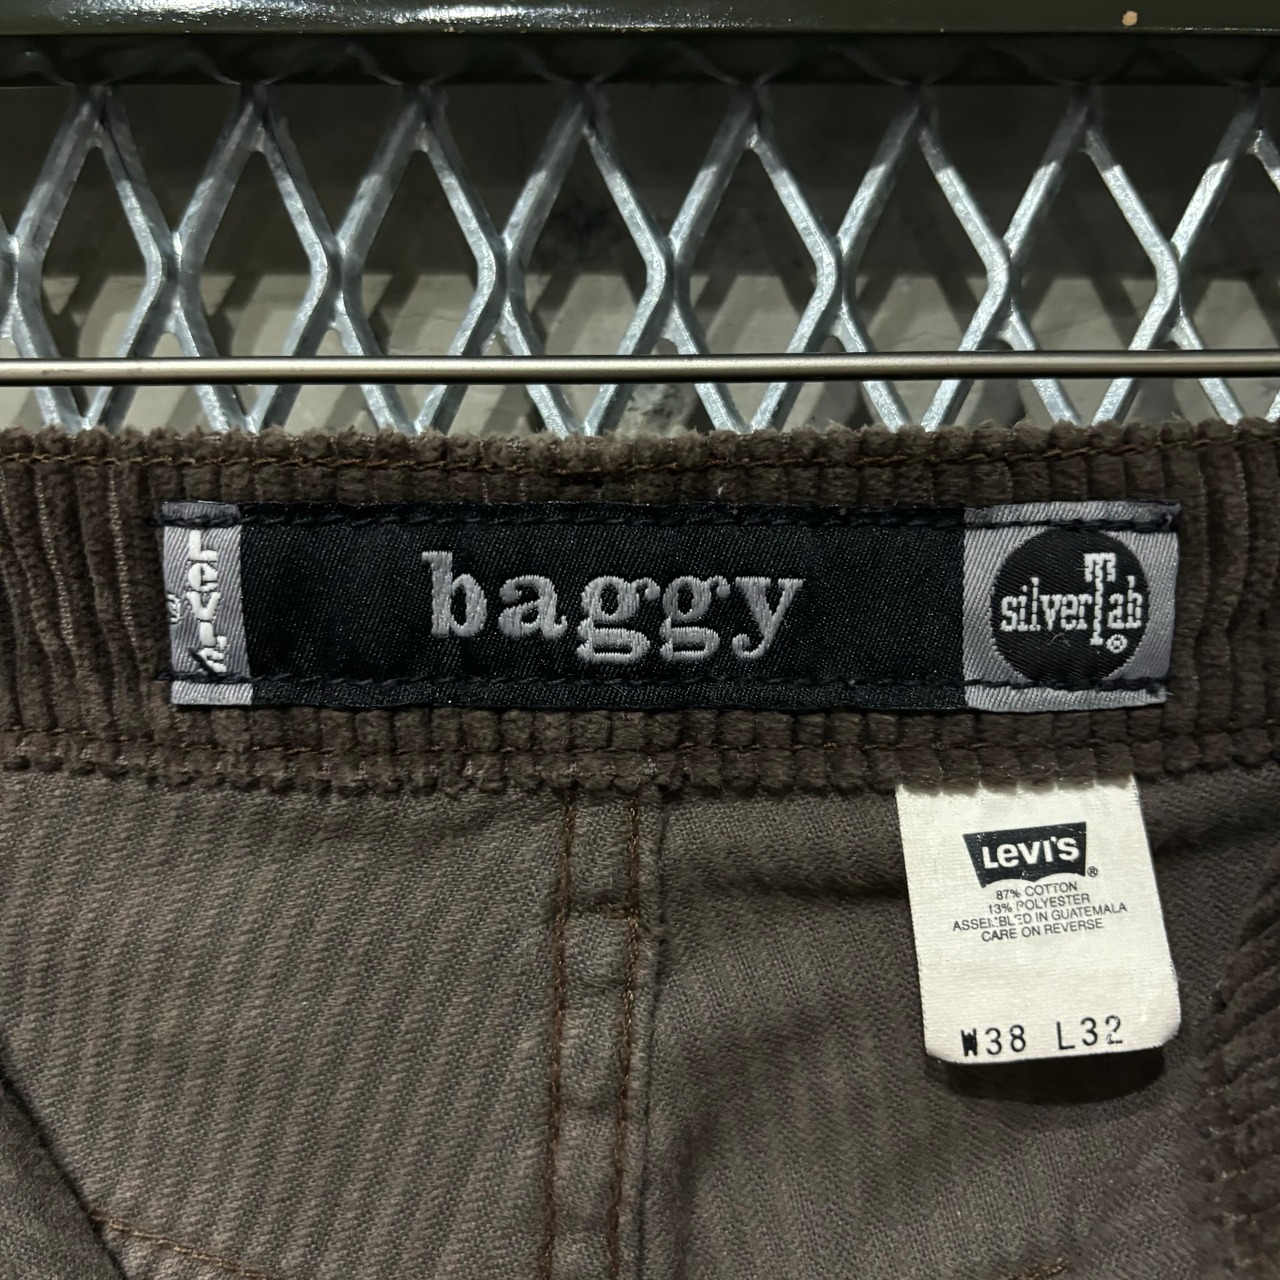 LEVI'S
®
baggy
silverTab
®
LEVI'S
®
87% COTTON
13% POLYESTER
ASSEMBLED IN GUATEMALA
CARE ON REVERSE
W38 L32